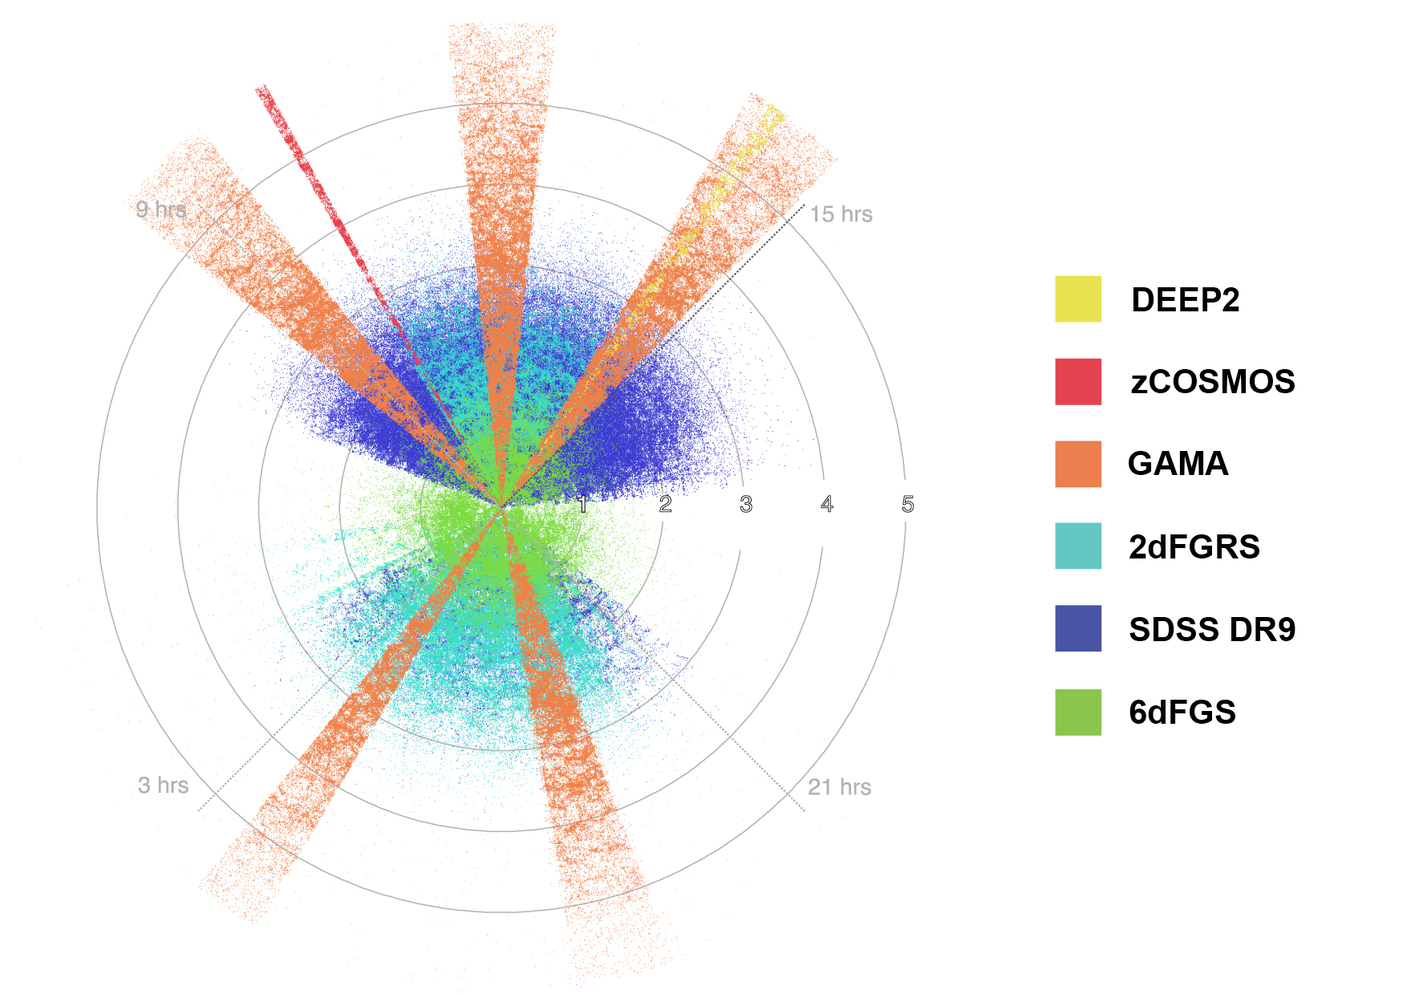 9 hrs
15 hrs
1 2 3 4 5
3 hrs
21 hrs
DEEP2
zCOSMOS
GAMA
2dFGRS
SDSS DR9
6dFGS